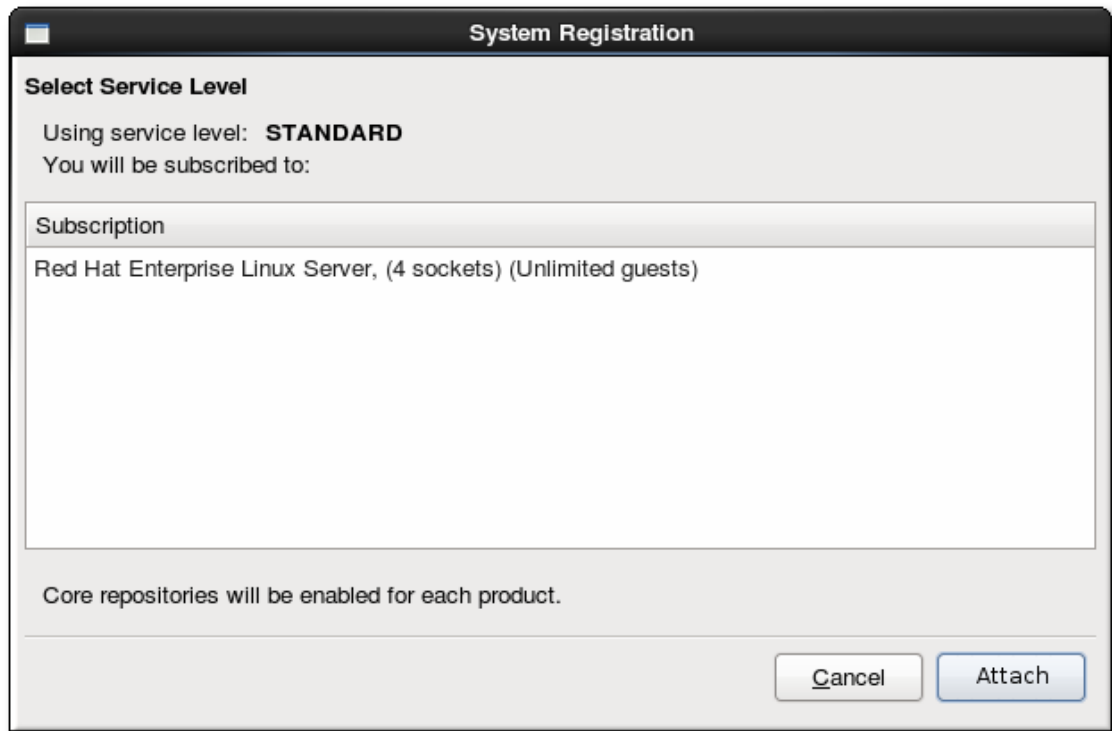 System Registration
Select Service Level
Using service level: STANDARD
You will be subscribed to:
Subscription
Red Hat Enterprise Linux Server, (4 sockets) (Unlimited guests)
Core repositories will be enabled for each product.
Cancel Attach